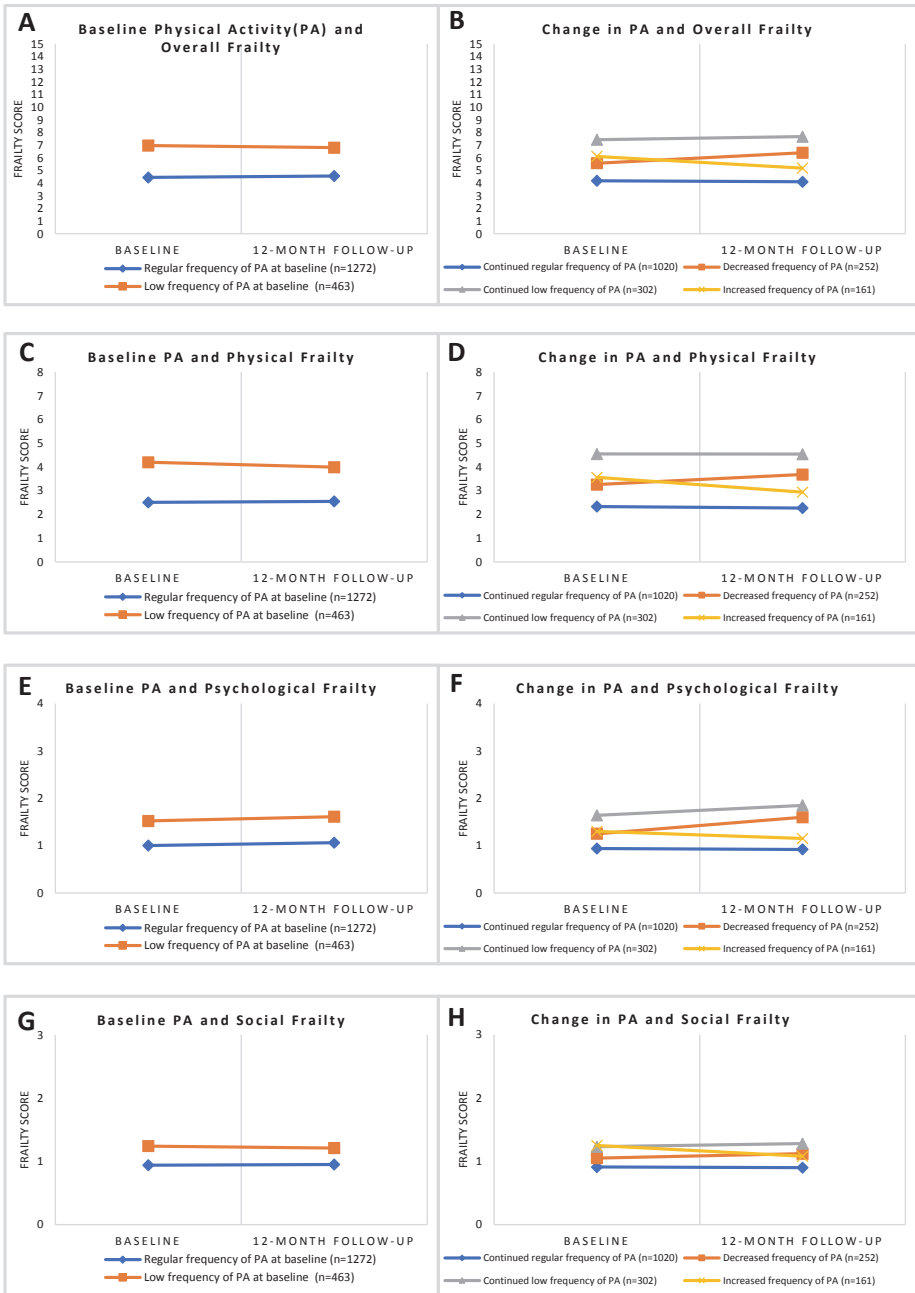 A
Baseline Physical Activity(PA) and
Overall Frailty
FRAILTY SCORE
15
14
13
12
11
10
9
8
7
6
5
4
3
2
1
0
BASELINE
12-MONTH FOLLOW-UP
Regular frequency of PA at baseline (n=1272)
Low frequency of PA at baseline (n=463)
B
Change in PA and Overall Frailty
FRAILTY SCORE
15
14
13
12
11
10
9
8
7
6
5
4
3
2
1
0
BASELINE
12-MONTH FOLLOW-UP
Continued regular frequency of PA (n=1020)
Decreased frequency of PA (n=252)
Continued low frequency of PA (n=302)
Increased frequency of PA (n=161)
C
Baseline PA and Physical Frailty
FRAILTY SCORE
8
7
6
5
4
3
2
1
0
BASELINE
12-MONTH FOLLOW-UP
Regular frequency of PA at baseline (n=1272)
Low frequency of PA at baseline (n=463)
D
Change in PA and Physical Frailty
FRAILTY SCORE
8
7
6
5
4
3
2
1
0
BASELINE
12-MONTH FOLLOW-UP
Continued regular frequency of PA (n=1020)
Decreased frequency of PA (n=252)
Continued low frequency of PA (n=302)
Increased frequency of PA (n=161)
E
Baseline PA and Psychological Frailty
FRAILTY SCORE
4
3
2
1
0
BASELINE
12-MONTH FOLLOW-UP
Regular frequency of PA at baseline (n=1272)
Low frequency of PA at baseline (n=463)
F
Change in PA and Psychological Frailty
FRAILTY SCORE
4
3
2
1
0
BASELINE
12-MONTH FOLLOW-UP
Continued regular frequency of PA (n=1020)
Decreased frequency of PA (n=252)
Continued low frequency of PA (n=302)
Increased frequency of PA (n=161)
G
Baseline PA and Social Frailty
FRAILTY SCORE
3
2
1
0
BASELINE
12-MONTH FOLLOW-UP
Regular frequency of PA at baseline (n=1272)
Low frequency of PA at baseline (n=463)
H
Change in PA and Social Frailty
FRAILTY SCORE
3
2
1
0
BASELINE
12-MONTH FOLLOW-UP
Continued regular frequency of PA (n=1020)
Decreased frequency of PA (n=252)
Continued low frequency of PA (n=302)
Increased frequency of PA (n=161)